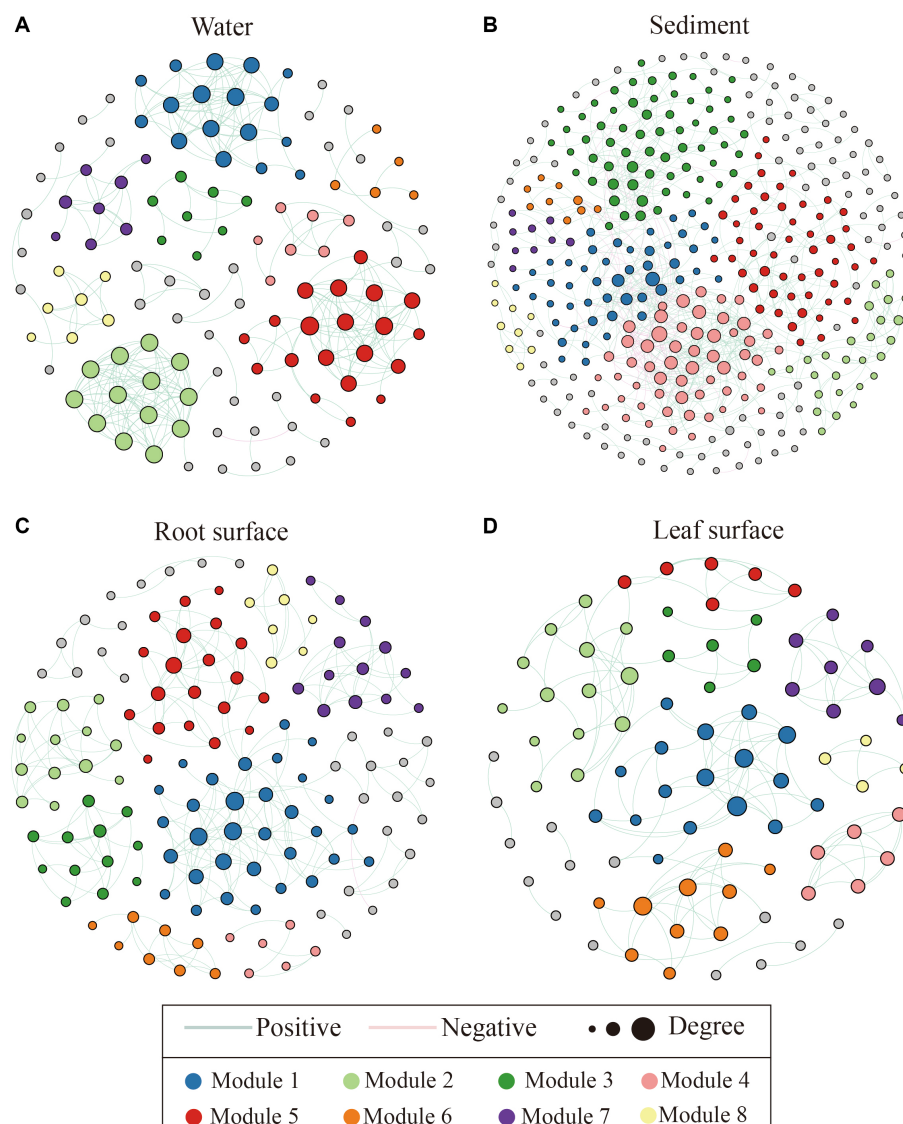 A
Water
B
Sediment
C
Root surface
D
Leaf surface
Positive
Negative
Degree
Module 1
Module 2
Module 3
Module 4
Module 5
Module 6
Module 7
Module 8